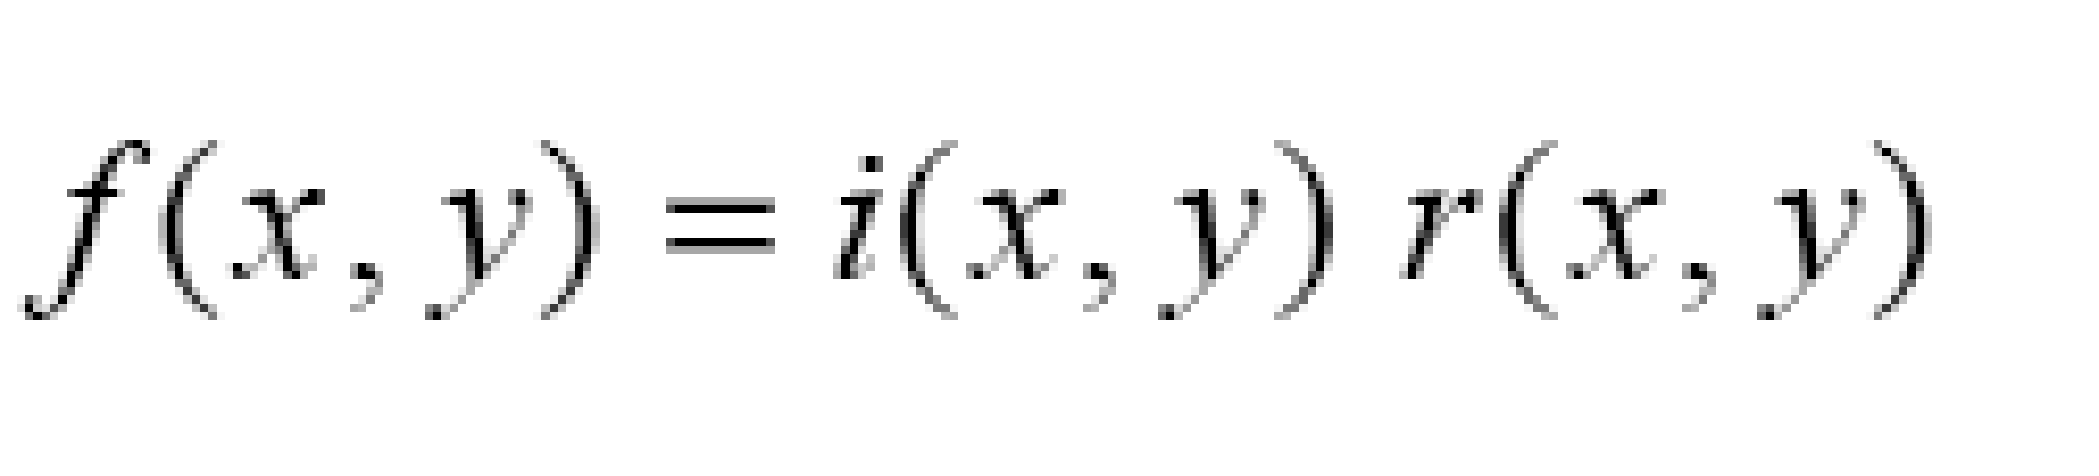 f(x, y) = i(x, y) r(x, y)